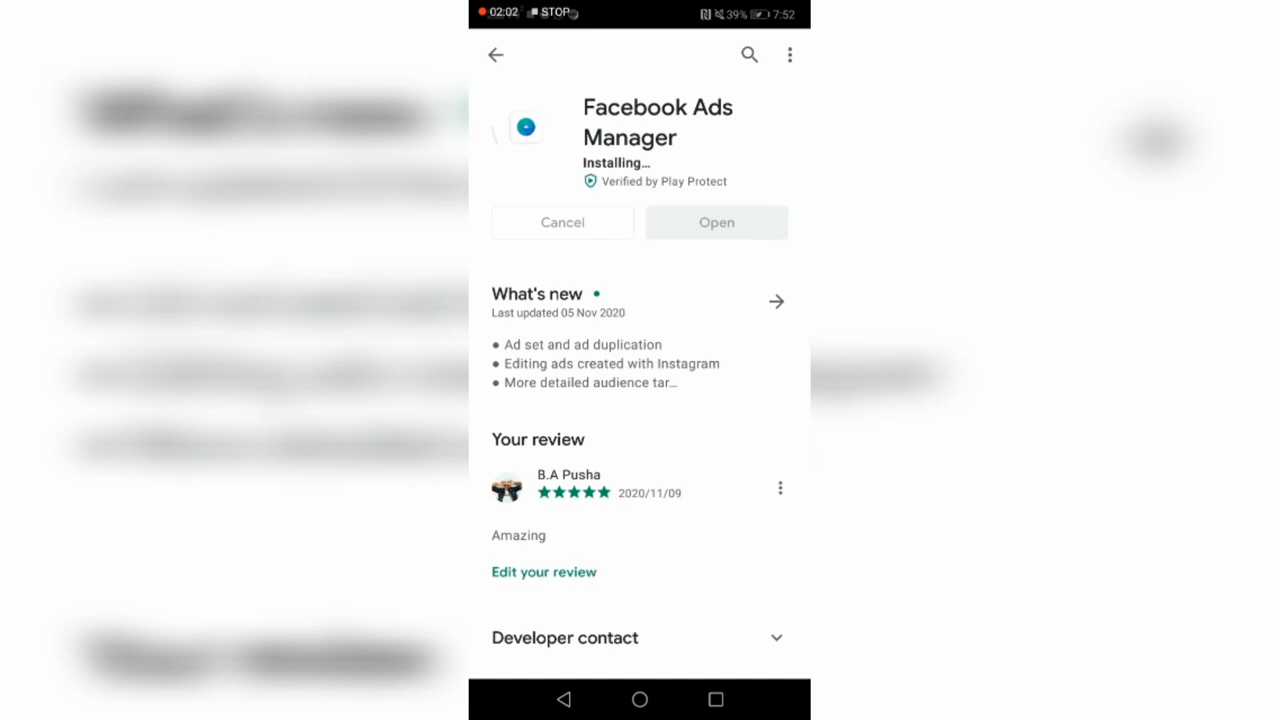 02:02 STOP 39% 7:52
Facebook Ads
Manager
Installing...
Verified by Play Protect
Cancel Open
What's new
Last updated 05 Nov 2020
● Ad set and ad duplication
● Editing ads created with Instagram
● More detailed audience tar...
Your review
B.A Pusha
2020/11/09
Amazing
Edit your review
Developer contact